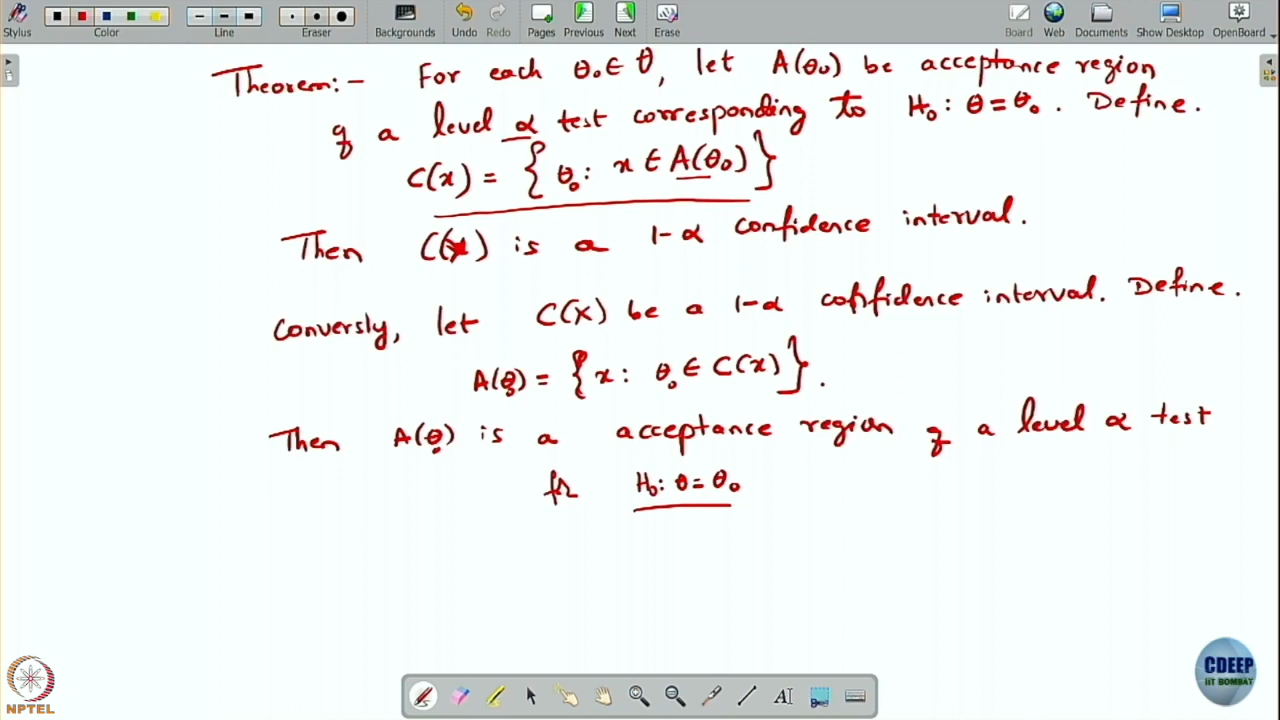 Stylus Color Line Eraser Backgrounds Undo Redo Pages Previous Next Erase Board Web Documents Show Desktop OpenBoard
Theorem:- For each θ₀ ∈ θ, let A(θ₀) be acceptance region
of a level α test corresponding to H₀: θ = θ₀. Define.
C(x) = { θ₀: x ∈ A(θ₀) }
Then C(x) is a 1-α confidence interval.
Conversly, let C(X) be a 1-α confidence interval. Define.
A(θ₀) = { x: θ₀ ∈ C(x) }.
Then A(θ₀) is a acceptance region of a level α test
for H₀: θ = θ₀
NPTEL
CDEEP
IIT BOMBAY